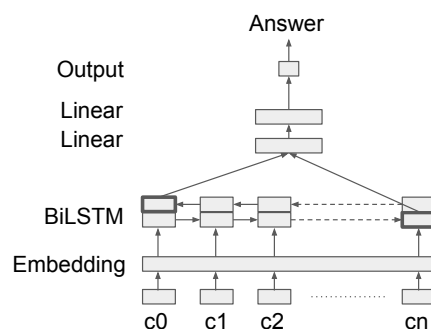 Answer
Output
Linear
Linear
BiLSTM
Embedding
c0 c1 c2 cn